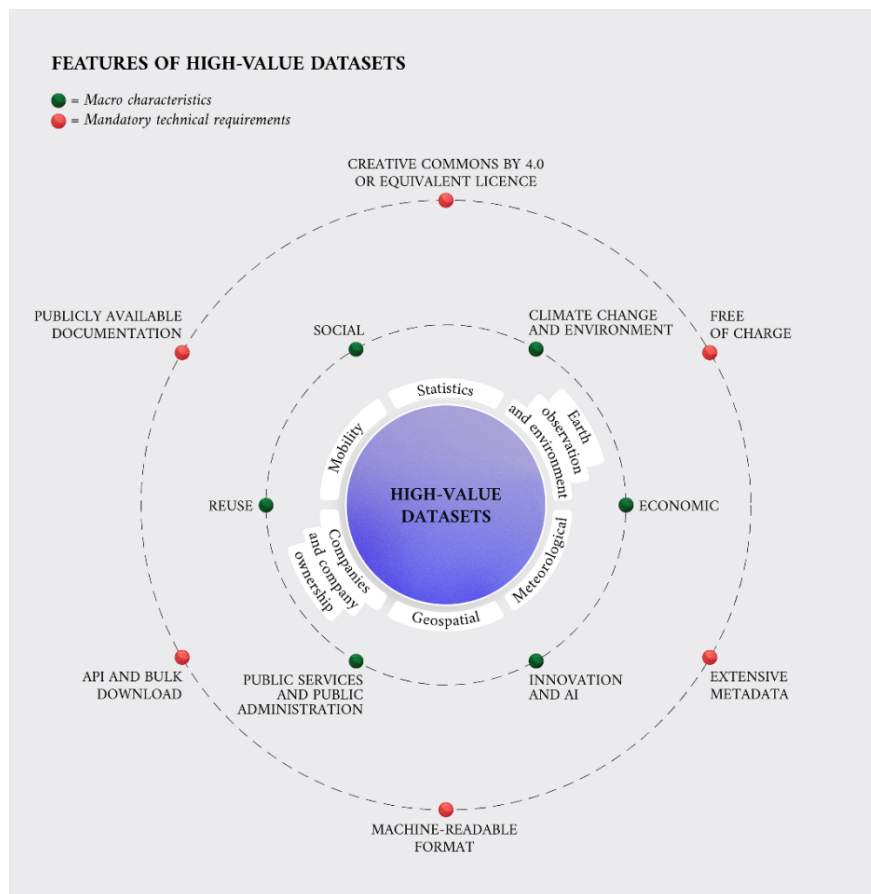 FEATURES OF HIGH-VALUE DATASETS
= Macro characteristics
= Mandatory technical requirements
CREATIVE COMMONS BY 4.0
OR EQUIVALENT LICENCE
PUBLICLY AVAILABLE
DOCUMENTATION
SOCIAL
CLIMATE CHANGE
AND ENVIRONMENT
FREE
OF CHARGE
Statistics
Earth
observation
and environment
Mobility
HIGH-VALUE
DATASETS
REUSE
ECONOMIC
Companies
and company
ownership
Meteorological
Geospatial
API AND BULK
DOWNLOAD
PUBLIC SERVICES
AND PUBLIC
ADMINISTRATION
INNOVATION
AND AI
EXTENSIVE
METADATA
MACHINE-READABLE
FORMAT